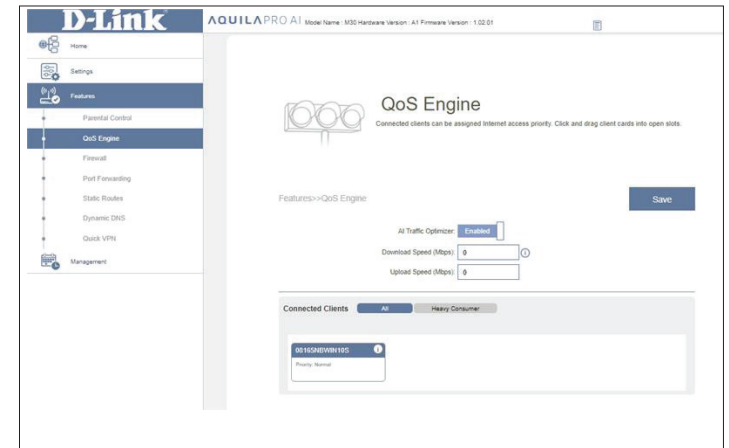 D-Link
AQUILA PRO AI Model Name : M30 Hardware Version : A1 Firmware Version : 1.02.01
Home
Settings
Features
Parental Control
QoS Engine
Firewall
Port Forwarding
Static Routes
Dynamic DNS
Quick VPN
Management
QoS Engine
Connected clients can be assigned Internet access priority. Click and drag client cards into open slots.
Features>>QoS Engine
Save
AI Traffic Optimizer: Enabled
Download Speed (Mbps): 0
Upload Speed (Mbps): 0
Connected Clients All Heavy Consumer
08165NBWIN10S
Priority: Normal